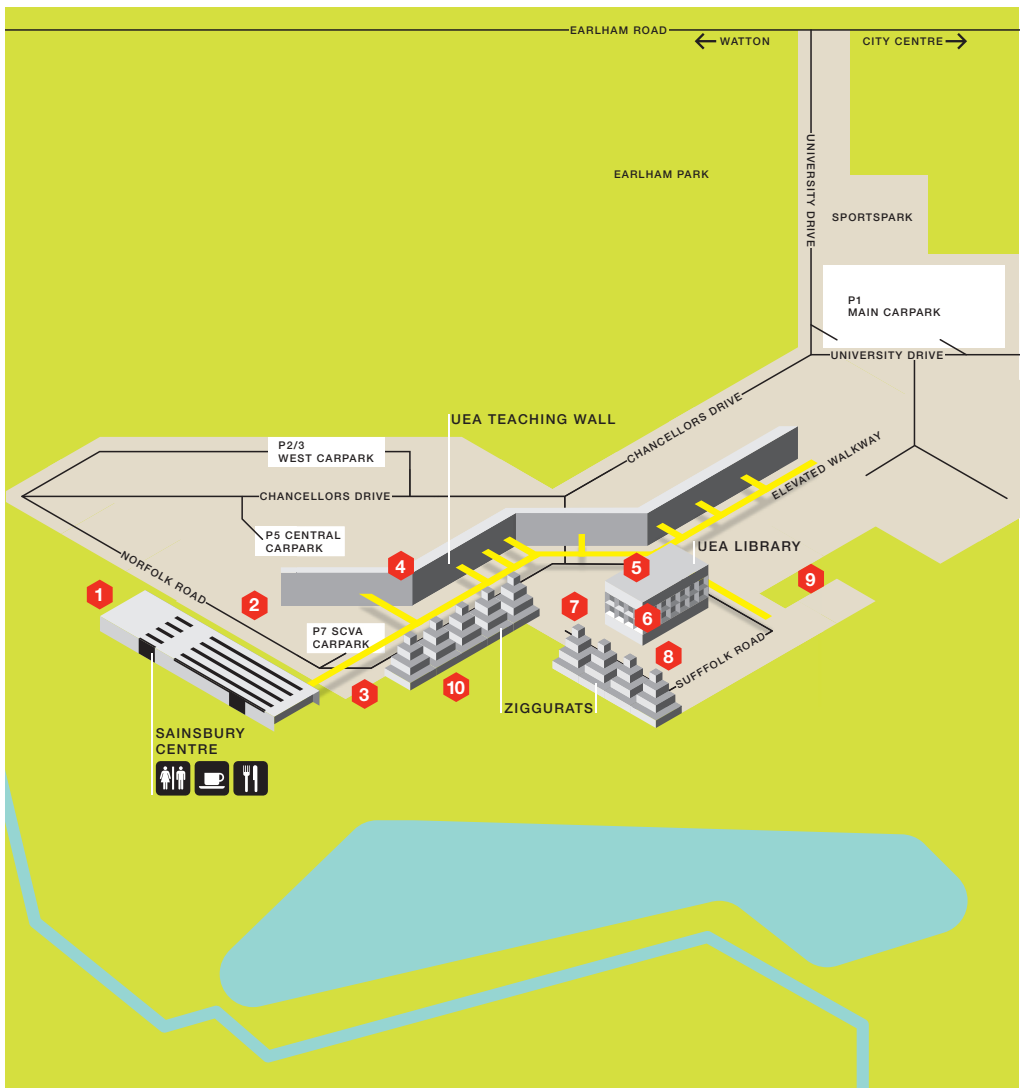 EARLHAM ROAD
← WATTON
CITY CENTRE →
UNIVERSITY DRIVE
EARLHAM PARK
SPORTSPARK
P1
MAIN CARPARK
UNIVERSITY DRIVE
CHANCELLORS DRIVE
UEA TEACHING WALL
P2/3
WEST CARPARK
ELEVATED WALKWAY
CHANCELLORS DRIVE
P5 CENTRAL
CARPARK
UEA LIBRARY
NORFOLK ROAD
4
5
9
1
2
7
6
P7 SCVA
CARPARK
8
SUFFFOLK ROAD
3
10
ZIGGURATS
SAINSBURY
CENTRE